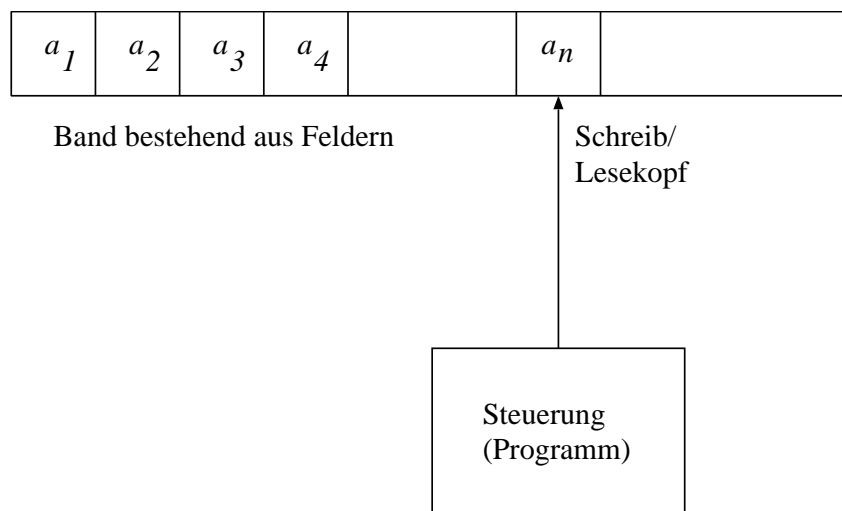 a1 a2 a3 a4 an
Band bestehend aus Feldern
Schreib/
Lesekopf
Steuerung
(Programm)